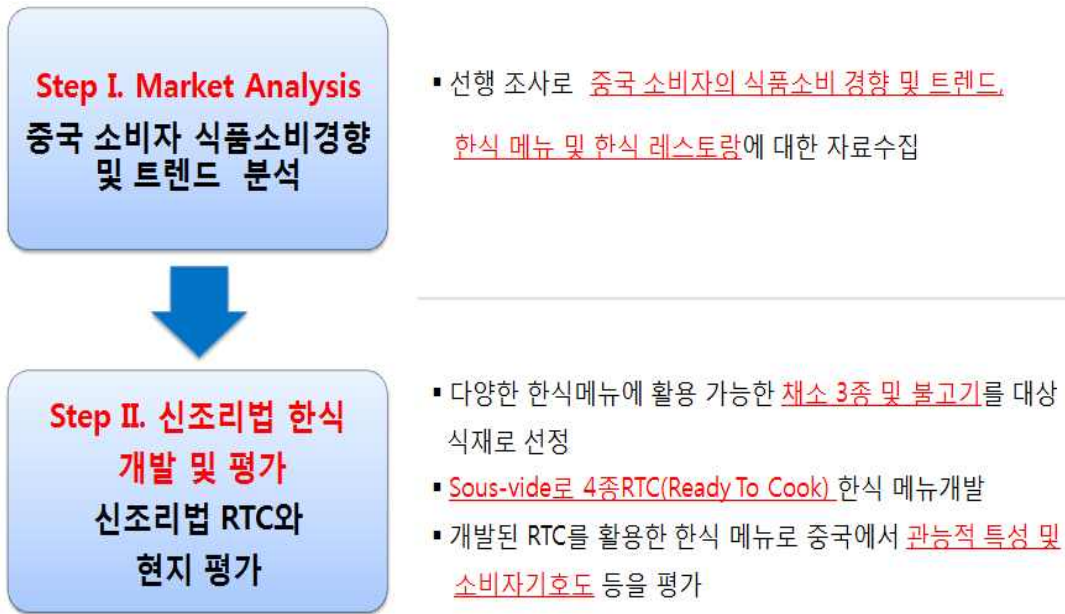 Step I. Market Analysis
중국 소비자 식품소비경향
및 트렌드 분석
▪ 선행 조사로 중국 소비자의 식품소비 경향 및 트렌드,
한식 메뉴 및 한식 레스토랑에 대한 자료수집
Step II. 신조리법 한식
개발 및 평가
신조리법 RTC와
현지 평가
▪ 다양한 한식메뉴에 활용 가능한 채소 3종 및 불고기를 대상
식재로 선정
▪ Sous-vide로 4종RTC(Ready To Cook) 한식 메뉴개발
▪ 개발된 RTC를 활용한 한식 메뉴로 중국에서 관능적 특성 및
소비자기호도 등을 평가